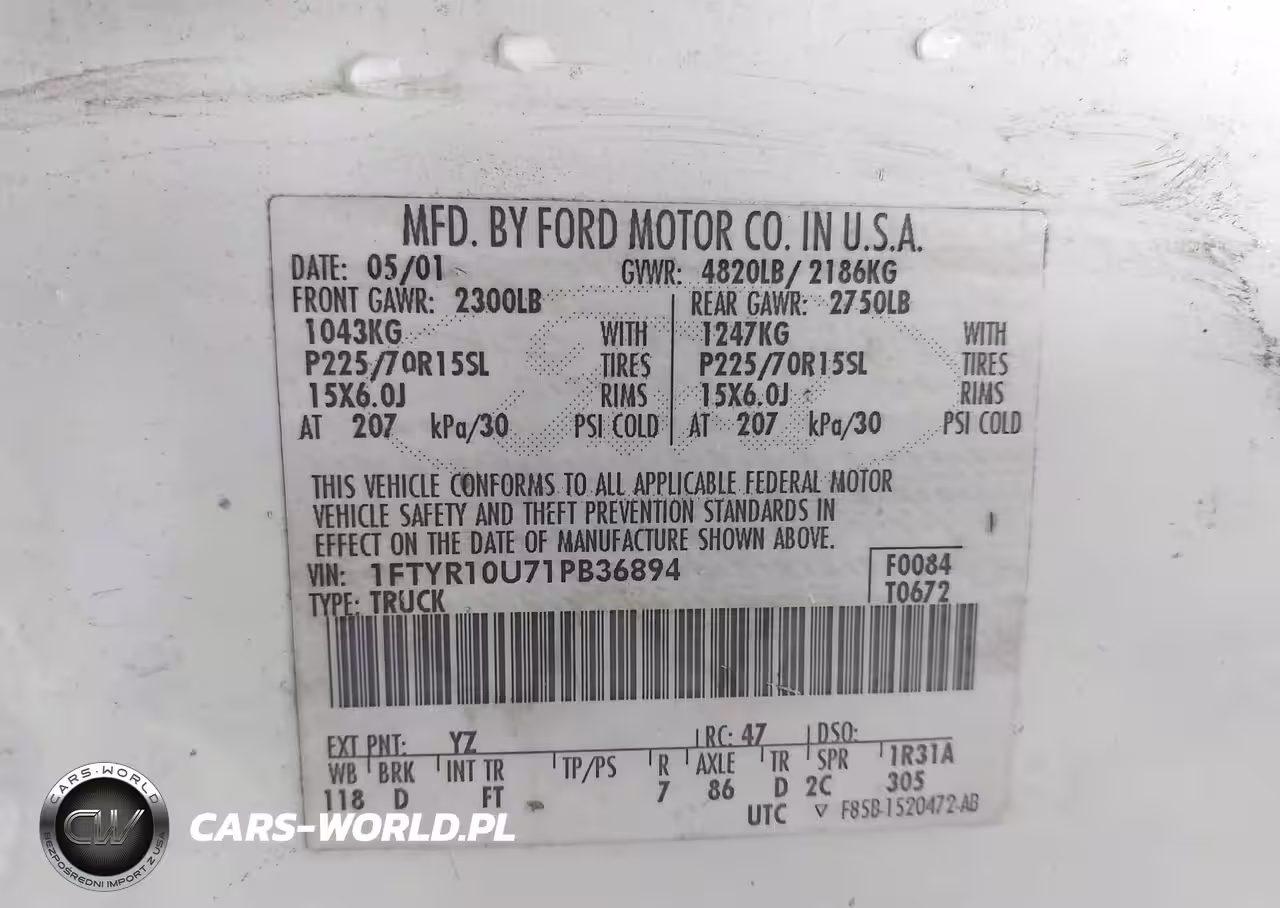 MFD. BY FORD MOTOR CO. IN U.S.A.
DATE: 05/01 GVWR: 4820LB/ 2186KG
FRONT GAWR: 2300LB REAR GAWR: 2750LB
1043KG WITH 1247KG WITH
P225/70R15SL TIRES P225/70R15SL TIRES
15X6.0J RIMS 15X6.0J RIMS
AT 207 kPa/30 PSI COLD AT 207 kPa/30 PSI COLD
THIS VEHICLE CONFORMS TO ALL APPLICABLE FEDERAL MOTOR
VEHICLE SAFETY AND THEFT PREVENTION STANDARDS IN
EFFECT ON THE DATE OF MANUFACTURE SHOWN ABOVE.
VIN: 1FTYR10U71PB36894 F0084
TYPE: TRUCK T0672
EXT PNT: YZ RC: 47 DSO:
WB BRK INT TR TP/PS R AXLE TR SPR 1R31A
118 D FT 7 86 D 2C 305
UTC ▽ F85B-1520472-AB
CARS-WORLD
CW
BEZPOŚREDNI IMPORT Z USA
CARS-WORLD.PL